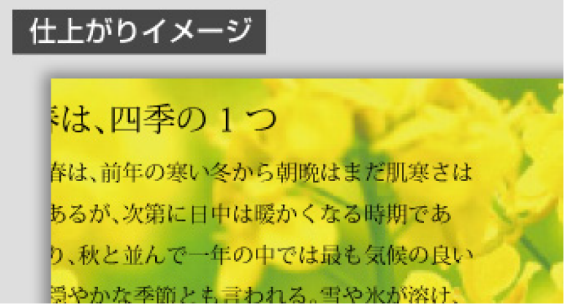 仕上がりイメージ
春は、四季の1つ
春は、前年の寒い冬から朝晩はまだ肌寒さは
あるが、次第に日中は暖かくなる時期であ
り、秋と並んで一年の中では最も気候の良い
穏やかな季節とも言われる。雪や氷が溶け、